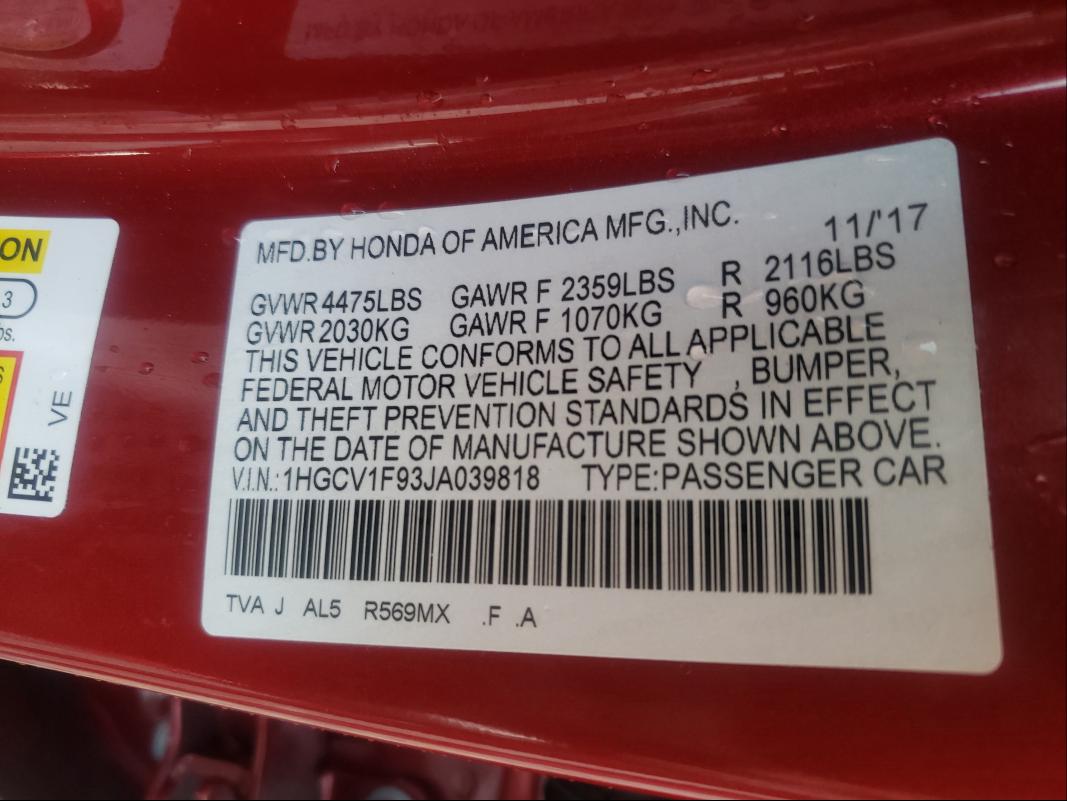 ON
3
bs.
S
VE
MFD.BY HONDA OF AMERICA MFG.,INC. 11/'17
GVWR 4475LBS GAWR F 2359LBS R 2116LBS
GVWR 2030KG GAWR F 1070KG R 960KG
THIS VEHICLE CONFORMS TO ALL APPLICABLE
FEDERAL MOTOR VEHICLE SAFETY , BUMPER,
AND THEFT PREVENTION STANDARDS IN EFFECT
ON THE DATE OF MANUFACTURE SHOWN ABOVE.
V.I.N.:1HGCV1F93JA039818 TYPE:PASSENGER CAR
TVA J AL5 R569MX .F .A